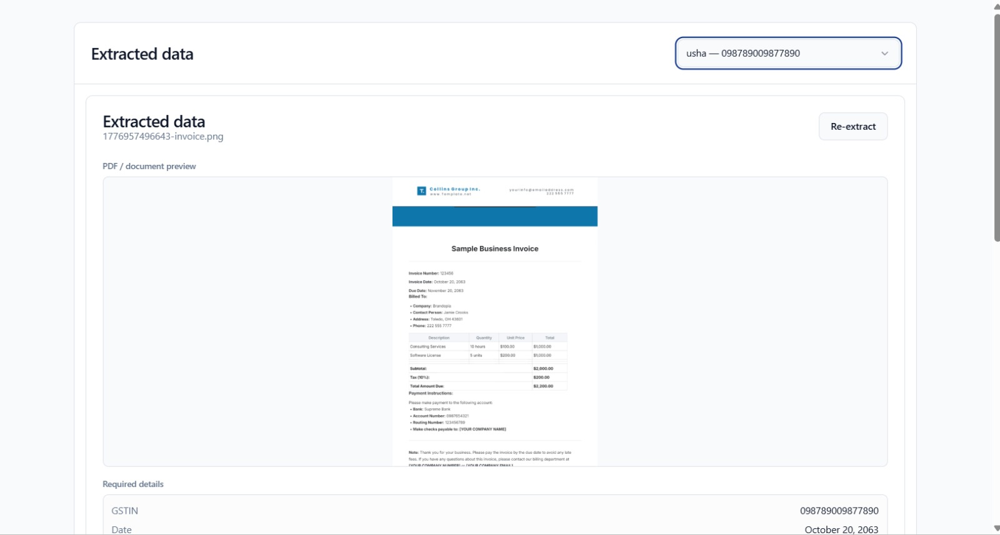 Extracted data
usha — 098789009877890
Extracted data
1776957496643-invoice.png
Re-extract
PDF / document preview
T. Collins Group Inc.
www.Template.net
yourinfo@emailaddress.com
222 555 7777
Sample Business Invoice
Invoice Number: 123456
Invoice Date: October 20, 2063
Due Date: November 20, 2063
Billed To:
• Company: Brandopia
• Contact Person: Jamie Crooks
• Address: Toledo, OH 43601
• Phone: 222 555 7777
Description Quantity Unit Price Total
Consulting Services 10 hours $100.00 $1,000.00
Software License 5 units $200.00 $1,000.00
Subtotal: $2,000.00
Tax (10%): $200.00
Total Amount Due: $2,200.00
Payment Instructions:
Please make payment to the following account:
• Bank: Supreme Bank
• Account Number: 0987654321
• Routing Number: 123456789
• Make checks payable to: [YOUR COMPANY NAME]
Note: Thank you for your business. Please pay the invoice by the due date to avoid any late
fees. If you have any questions about this invoice, please contact our billing department at
[YOUR COMPANY NUMBER] or [YOUR COMPANY EMAIL]
Required details
GSTIN 098789009877890
Date October 20, 2063